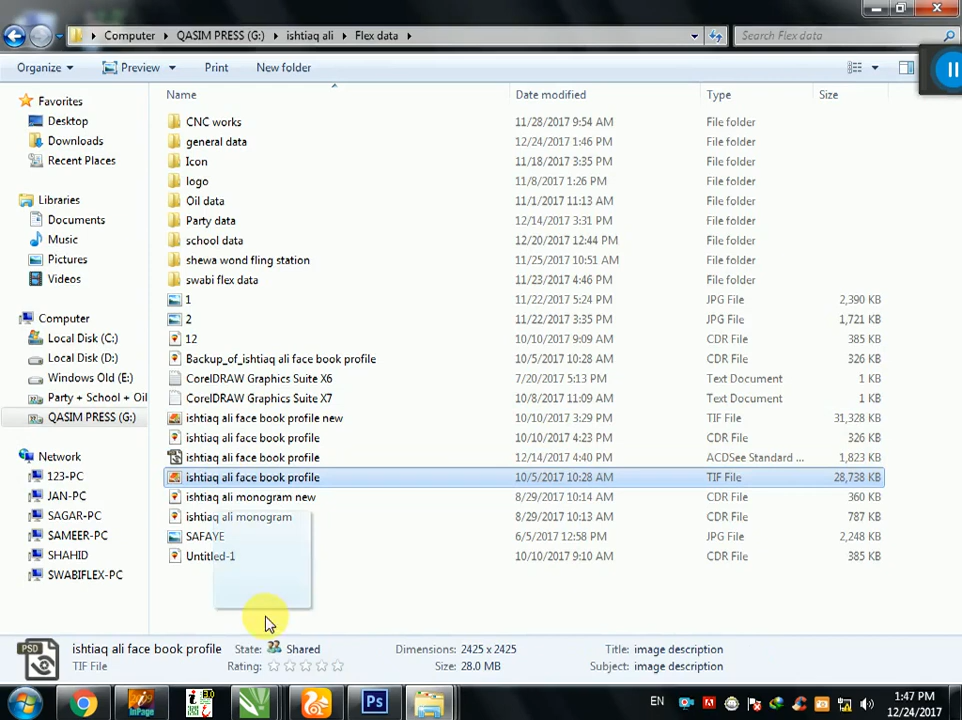 Computer QASIM PRESS (G:) ishtiaq ali Flex data Search Flex data
Organize Preview Print New folder
Name Date modified Type Size
Favorites
Desktop
Downloads
Recent Places
Libraries
Documents
Music
Pictures
Videos
Computer
Local Disk (C:)
Local Disk (D:)
Windows Old (E:)
Party + School + Oil
QASIM PRESS (G:)
Network
123-PC
JAN-PC
SAGAR-PC
SAMEER-PC
SHAHID
SWABIFLEX-PC
CNC works 11/28/2017 9:54 AM File folder
general data 12/24/2017 1:46 PM File folder
Icon 11/18/2017 3:35 PM File folder
logo 11/8/2017 1:26 PM File folder
Oil data 11/1/2017 11:13 AM File folder
Party data 12/14/2017 3:31 PM File folder
school data 12/20/2017 12:44 PM File folder
shewa wond fling station 11/25/2017 10:51 AM File folder
swabi flex data 11/23/2017 4:46 PM File folder
1 11/22/2017 5:24 PM JPG File 2,390 KB
2 11/22/2017 3:35 PM JPG File 1,721 KB
12 10/10/2017 9:09 AM CDR File 385 KB
Backup_of_ishtiaq ali face book profile 10/5/2017 10:28 AM CDR File 326 KB
CorelDRAW Graphics Suite X6 7/20/2017 5:13 PM Text Document 1 KB
CorelDRAW Graphics Suite X7 10/8/2017 11:09 AM Text Document 1 KB
ishtiaq ali face book profile new 10/10/2017 3:29 PM TIF File 31,328 KB
ishtiaq ali face book profile 10/10/2017 4:23 PM CDR File 326 KB
ishtiaq ali face book profile 12/14/2017 4:40 PM ACDSee Standard ... 1,823 KB
ishtiaq ali face book profile 10/5/2017 10:28 AM TIF File 28,738 KB
ishtiaq ali monogram new 8/29/2017 10:14 AM CDR File 360 KB
ishtiaq ali monogram 8/29/2017 10:13 AM CDR File 787 KB
SAFAYE 6/5/2017 12:58 PM JPG File 2,248 KB
Untitled-1 10/10/2017 9:10 AM CDR File 385 KB
PSD
ishtiaq ali face book profile State: Shared Dimensions: 2425 x 2425 Title: image description
TIF File Rating: Size: 28.0 MB Subject: image description
InPage Ps EN 1:47 PM
12/24/2017